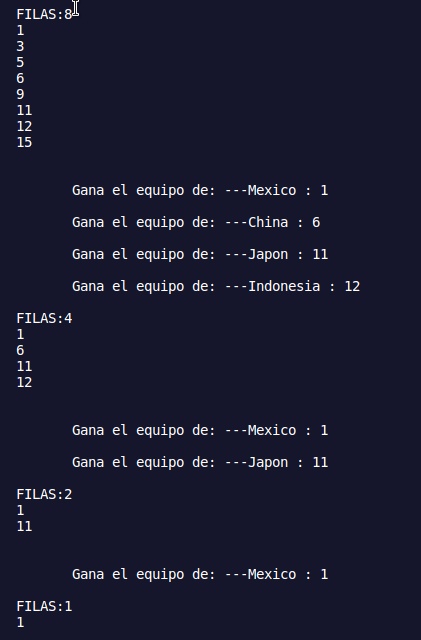 FILAS:8
1
3
5
6
9
11
12
15
Gana el equipo de: ---Mexico : 1
Gana el equipo de: ---China : 6
Gana el equipo de: ---Japon : 11
Gana el equipo de: ---Indonesia : 12
FILAS:4
1
6
11
12
Gana el equipo de: ---Mexico : 1
Gana el equipo de: ---Japon : 11
FILAS:2
1
11
Gana el equipo de: ---Mexico : 1
FILAS:1
1